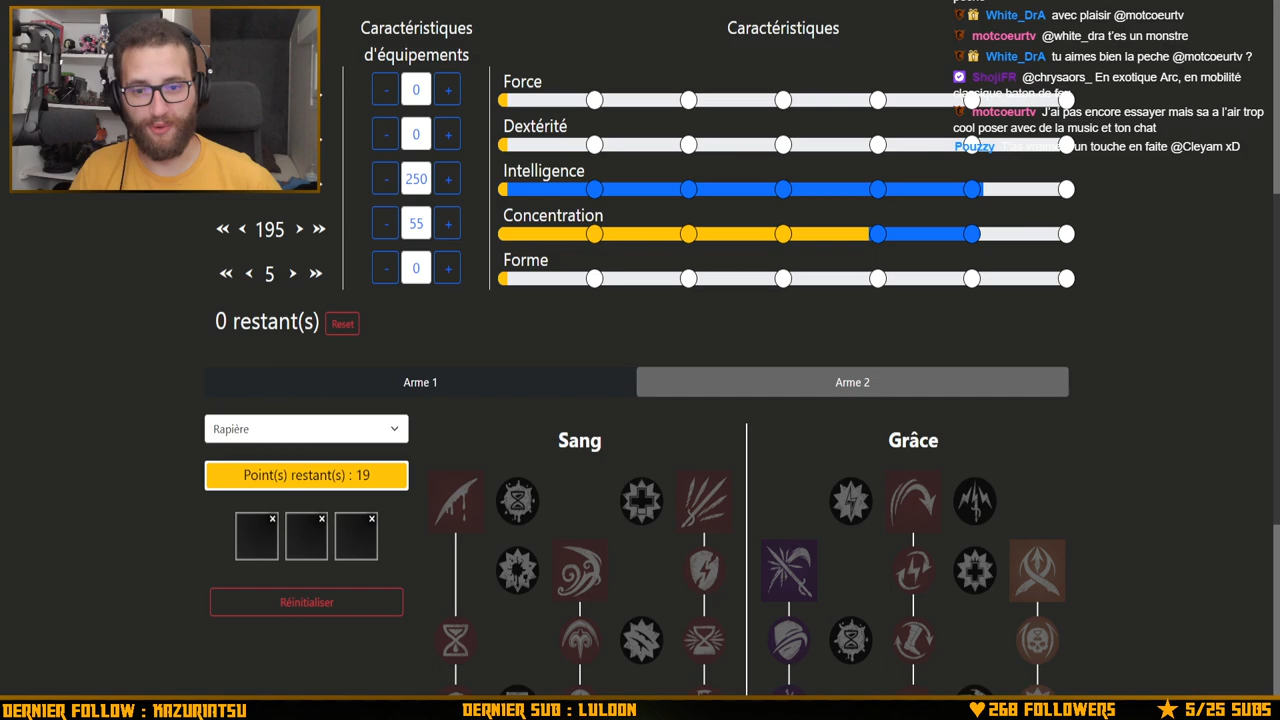 Caractéristiques
d'équipements
Caractéristiques
White_DrA avec plaisir @motcoeurtv
motcoeurtv @white_dra t'es un monstre
White_DrA tu aimes bien la peche @motcoeurtv ?
ShojiFR @chrysaors_ En exotique Arc, en mobilité
classique baton de feu
motcoeurtv J'ai pas encore essayer mais sa a l'air trop
cool poser avec de la music et ton chat
Pouzzy un touche en faite @Cleyam xD
- 0 +
Force
- 0 +
Dextérité
- 250 +
Intelligence
- 55 +
Concentration
- 0 +
Forme
195
5
0 restant(s) Reset
Arme 1
Arme 2
Rapière
Point(s) restant(s) : 19
x x x
Réinitialiser
Sang
Grâce
DERNIER FOLLOW : KAZURINTSU
DERNIER SUB : LULOON
268 FOLLOWERS
5/25 SUBS